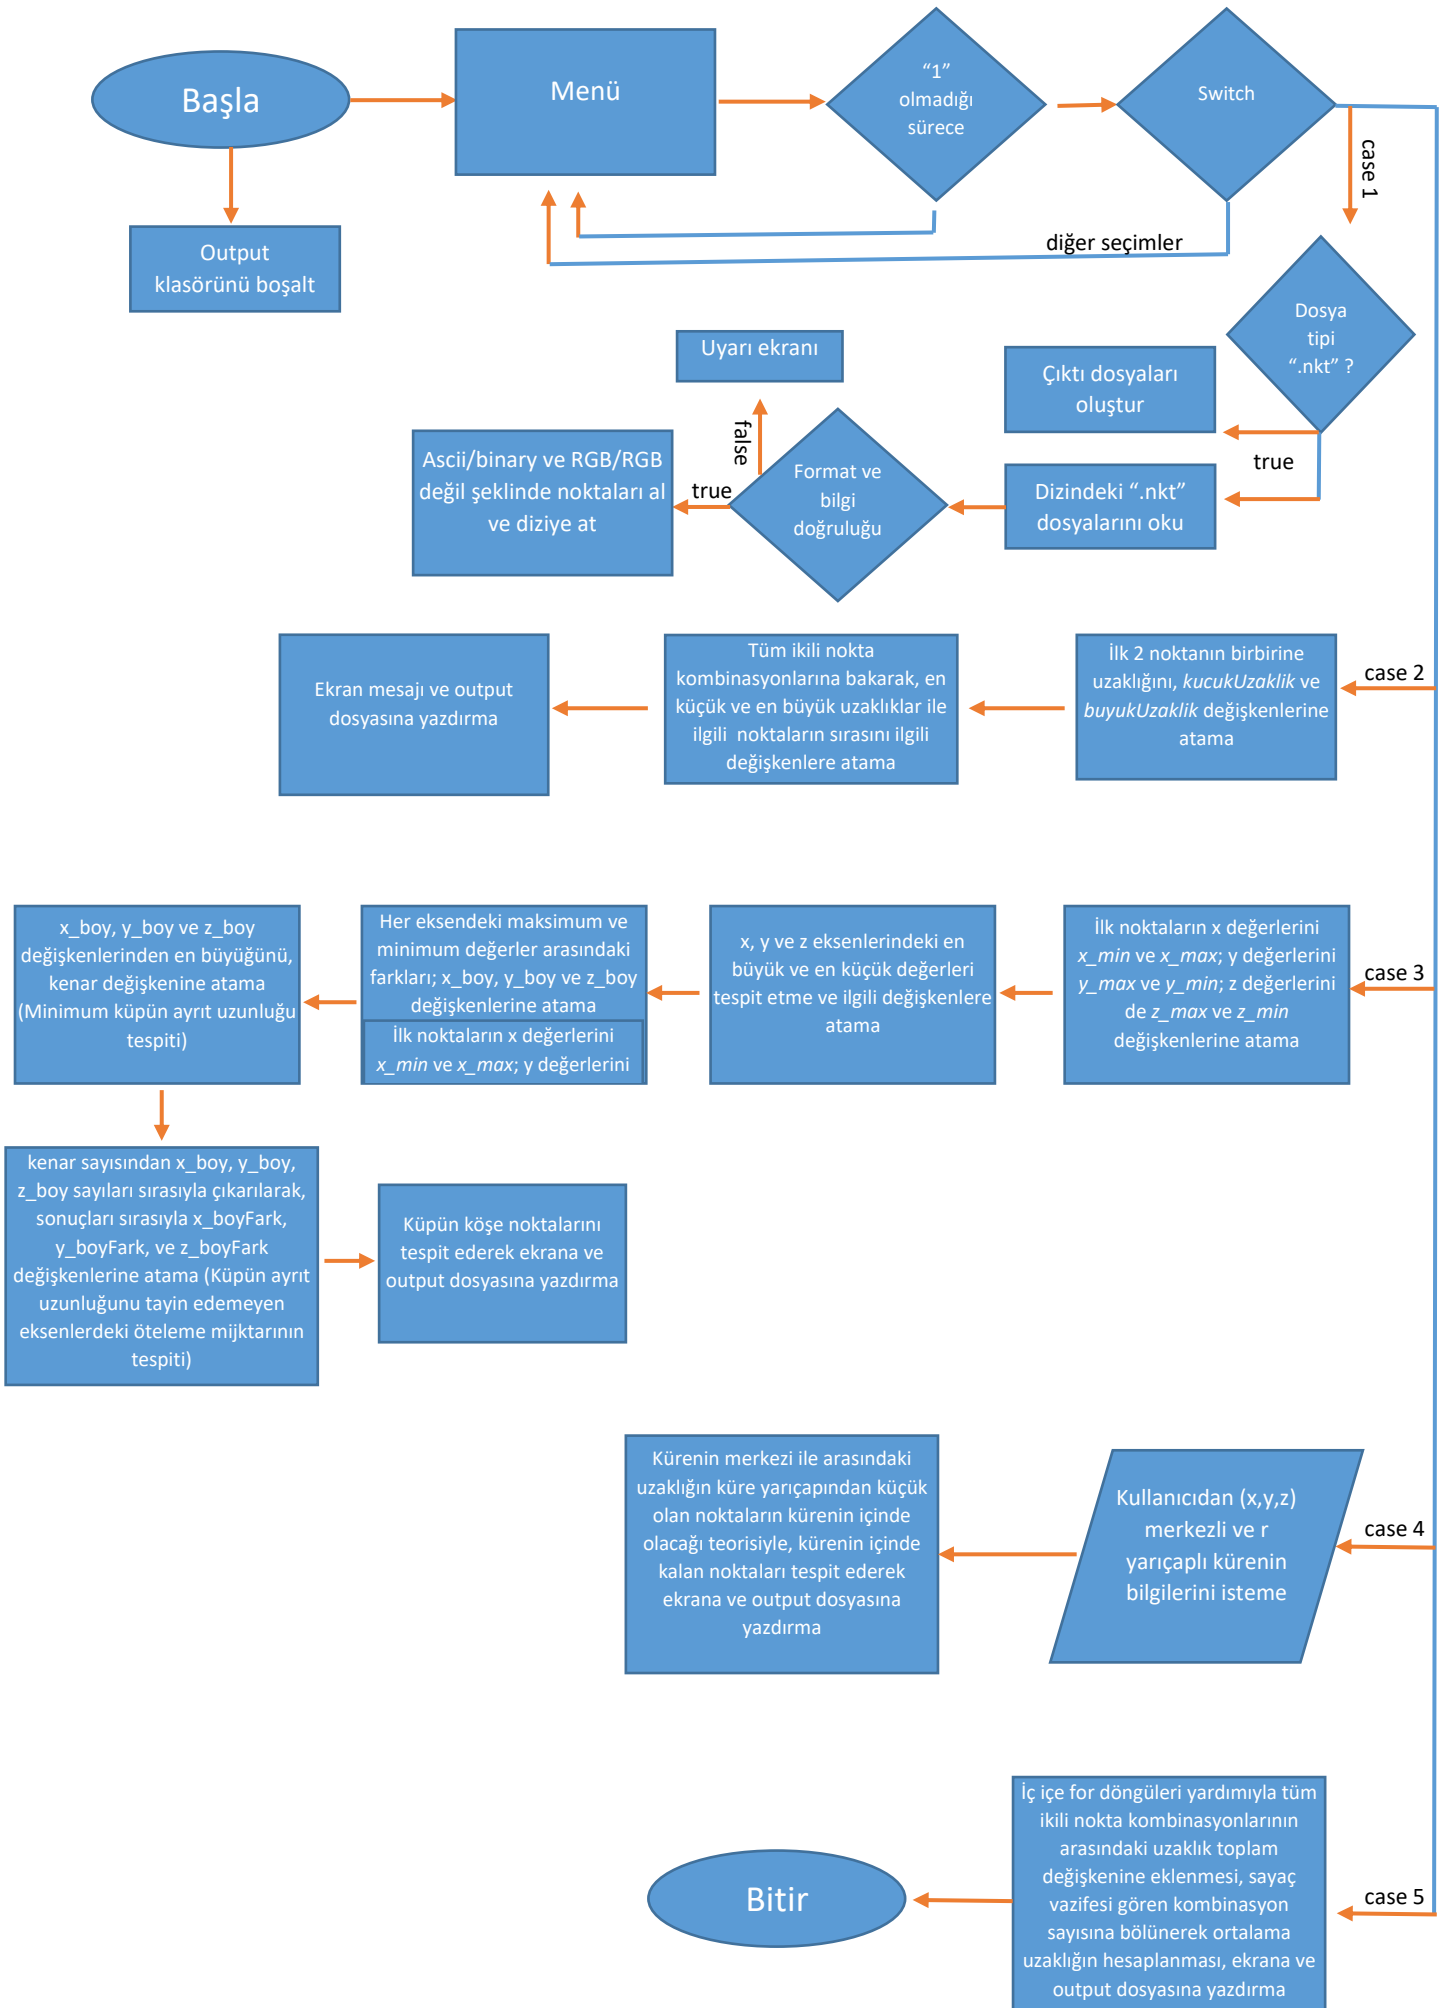 Başla
Menü
“1”
olmadığı
sürece
Switch
case 1
diğer seçimler
Output
klasörünü boşalt
Dosya
tipi
“.nkt” ?
Uyarı ekranı
Çıktı dosyaları
oluştur
false
true
Ascii/binary ve RGB/RGB
değil şeklinde noktaları al
ve diziye at
true
Format ve
bilgi
doğruluğu
Dizindeki “.nkt”
dosyalarını oku
case 2
İlk 2 noktanın birbirine
uzaklığını, kucukUzaklik ve
buyukUzaklik değişkenlerine
atama
Tüm ikili nokta
kombinasyonlarına bakarak, en
küçük ve en büyük uzaklıklar ile
ilgili noktaların sırasını ilgili
değişkenlere atama
Ekran mesajı ve output
dosyasına yazdırma
case 3
İlk noktaların x değerlerini
x_min ve x_max; y değerlerini
y_max ve y_min; z değerlerini
de z_max ve z_min
değişkenlerine atama
x, y ve z eksenlerindeki en
büyük ve en küçük değerleri
tespit etme ve ilgili değişkenlere
atama
Her eksendeki maksimum ve
minimum değerler arasındaki
farkları; x_boy, y_boy ve z_boy
değişkenlerine atama
İlk noktaların x değerlerini
x_min ve x_max; y değerlerini
x_boy, y_boy ve z_boy
değişkenlerinden en büyüğünü,
kenar değişkenine atama
(Minimum küpün ayrıt uzunluğu
tespiti)
kenar sayısından x_boy, y_boy,
z_boy sayıları sırasıyla çıkarılarak,
sonuçları sırasıyla x_boyFark,
y_boyFark, ve z_boyFark
değişkenlerine atama (Küpün ayrıt
uzunluğunu tayin edemeyen
eksenlerdeki öteleme mijktarının
tespiti)
Küpün köşe noktalarını
tespit ederek ekrana ve
output dosyasına yazdırma
case 4
Kullanıcıdan (x,y,z)
merkezli ve r
yarıçaplı kürenin
bilgilerini isteme
Kürenin merkezi ile arasındaki
uzaklığın küre yarıçapından küçük
olan noktaların kürenin içinde
olacağı teorisiyle, kürenin içinde
kalan noktaları tespit ederek
ekrana ve output dosyasına
yazdırma
case 5
İç içe for döngüleri yardımıyla tüm
ikili nokta kombinasyonlarının
arasındaki uzaklık toplam
değişkenine eklenmesi, sayaç
vazifesi gören kombinasyon
sayısına bölünerek ortalama
uzaklığın hesaplanması, ekrana ve
output dosyasına yazdırma
Bitir